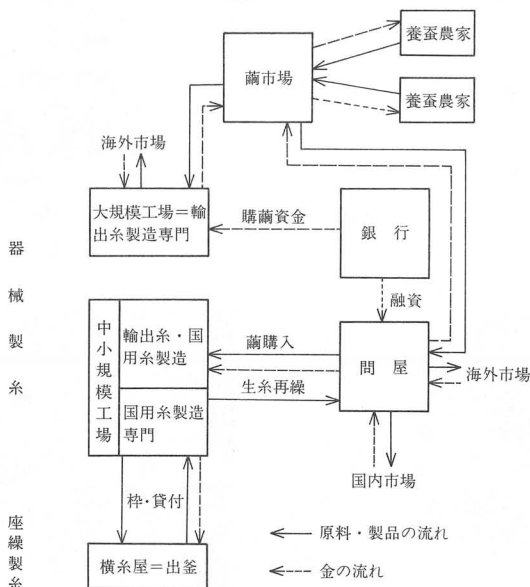 養蚕農家
繭市場
養蚕農家
海外市場
大規模工場＝輸
出糸製造専門
購繭資金
銀　行
融資
器械製糸
中小規模工場
輸出糸・国
用糸製造
繭購入
問　屋
生糸再繰
国用糸製造
専門
海外市場
国内市場
枠・貸付
座繰製糸
横糸屋＝出釜
原料・製品の流れ
金の流れ